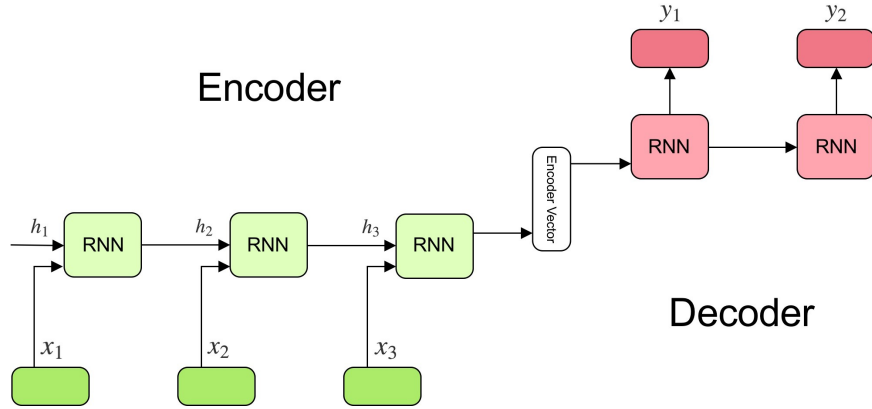 y₁
y₂
Encoder
RNN
RNN
Encoder Vector
h₁
RNN
h₂
RNN
h₃
RNN
Decoder
x₁
x₂
x₃